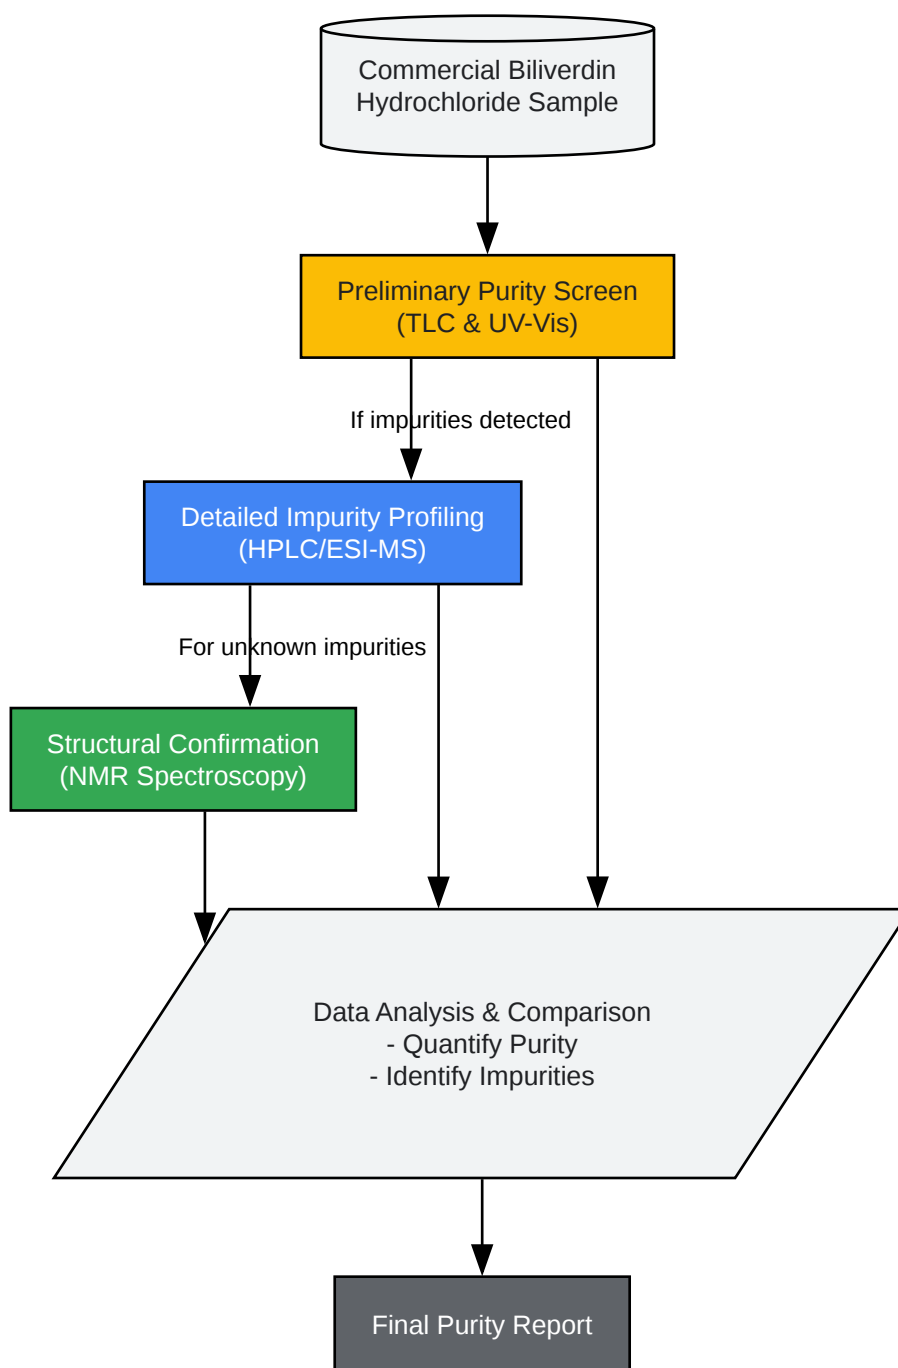 Commercial Biliverdin
Hydrochloride Sample
Preliminary Purity Screen
(TLC & UV-Vis)
If impurities detected
Detailed Impurity Profiling
(HPLC/ESI-MS)
For unknown impurities
Structural Confirmation
(NMR Spectroscopy)
Data Analysis & Comparison
- Quantify Purity
- Identify Impurities
Final Purity Report